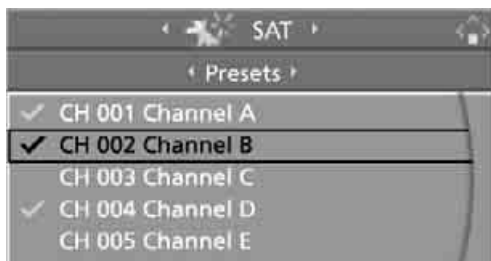 SAT
Presets
CH 001 Channel A
CH 002 Channel B
CH 003 Channel C
CH 004 Channel D
CH 005 Channel E